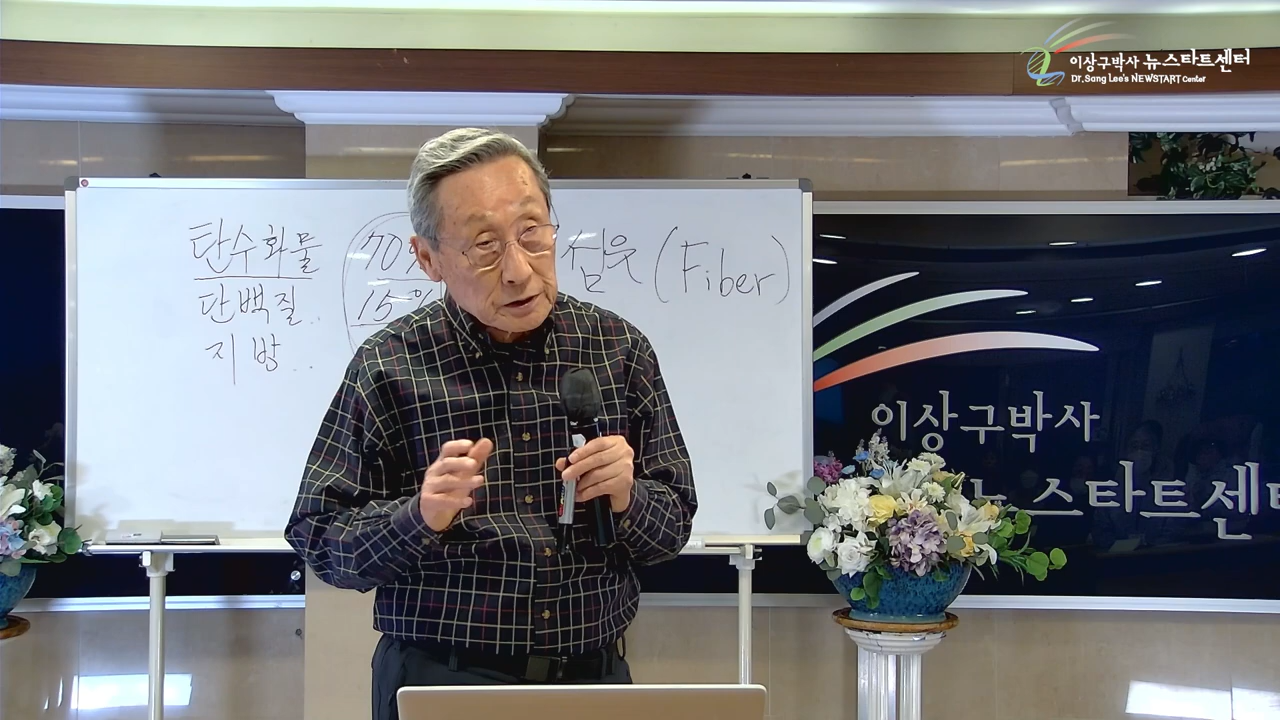 이상구박사 뉴스타트센터
Dr. Sang Lee's NEWSTART Center
탄수화물 70% 섬유 (Fiber)
단백질 15%
지방
이상구박사
뉴스타트센터